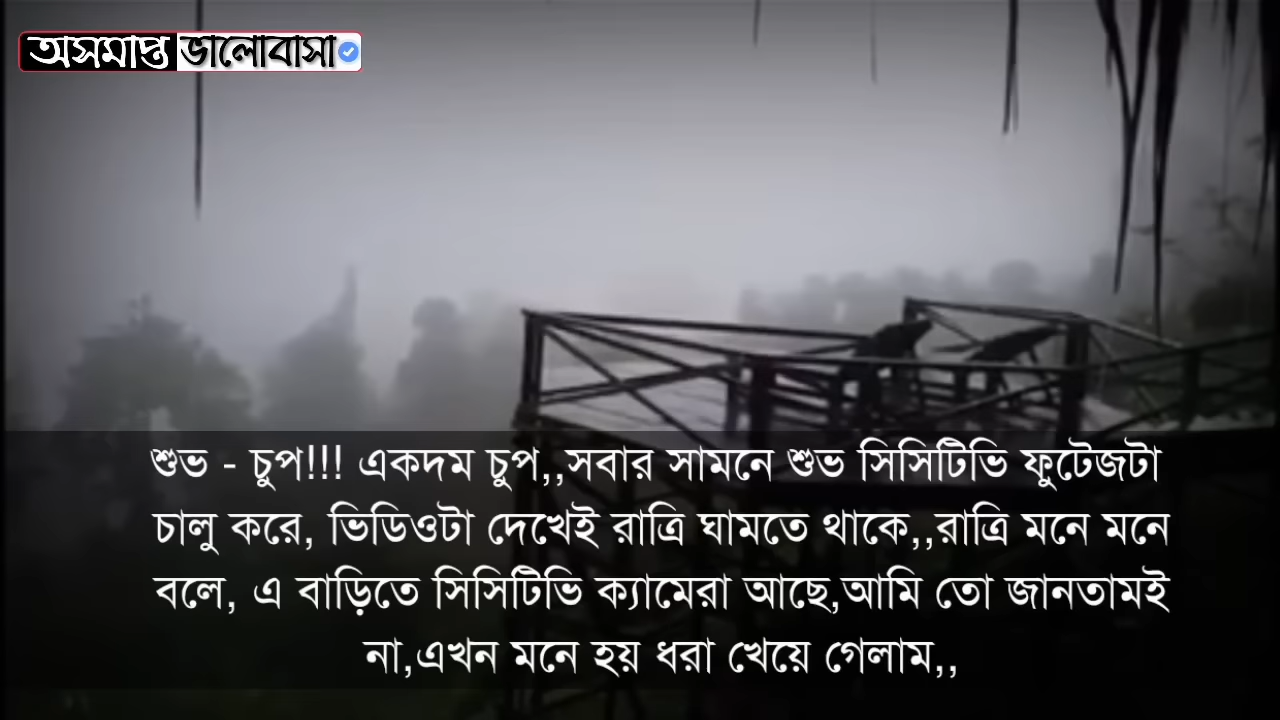 অসমাপ্ত ভালোবাসা
শুভ - চুপ!!! একদম চুপ,,সবার সামনে শুভ সিসিটিভি ফুটেজটা
চালু করে, ভিডিওটা দেখেই রাত্রি ঘামতে থাকে,,রাত্রি মনে মনে
বলে, এ বাড়িতে সিসিটিভি ক্যামেরা আছে,আমি তো জানতামই
না,এখন মনে হয় ধরা খেয়ে গেলাম,,